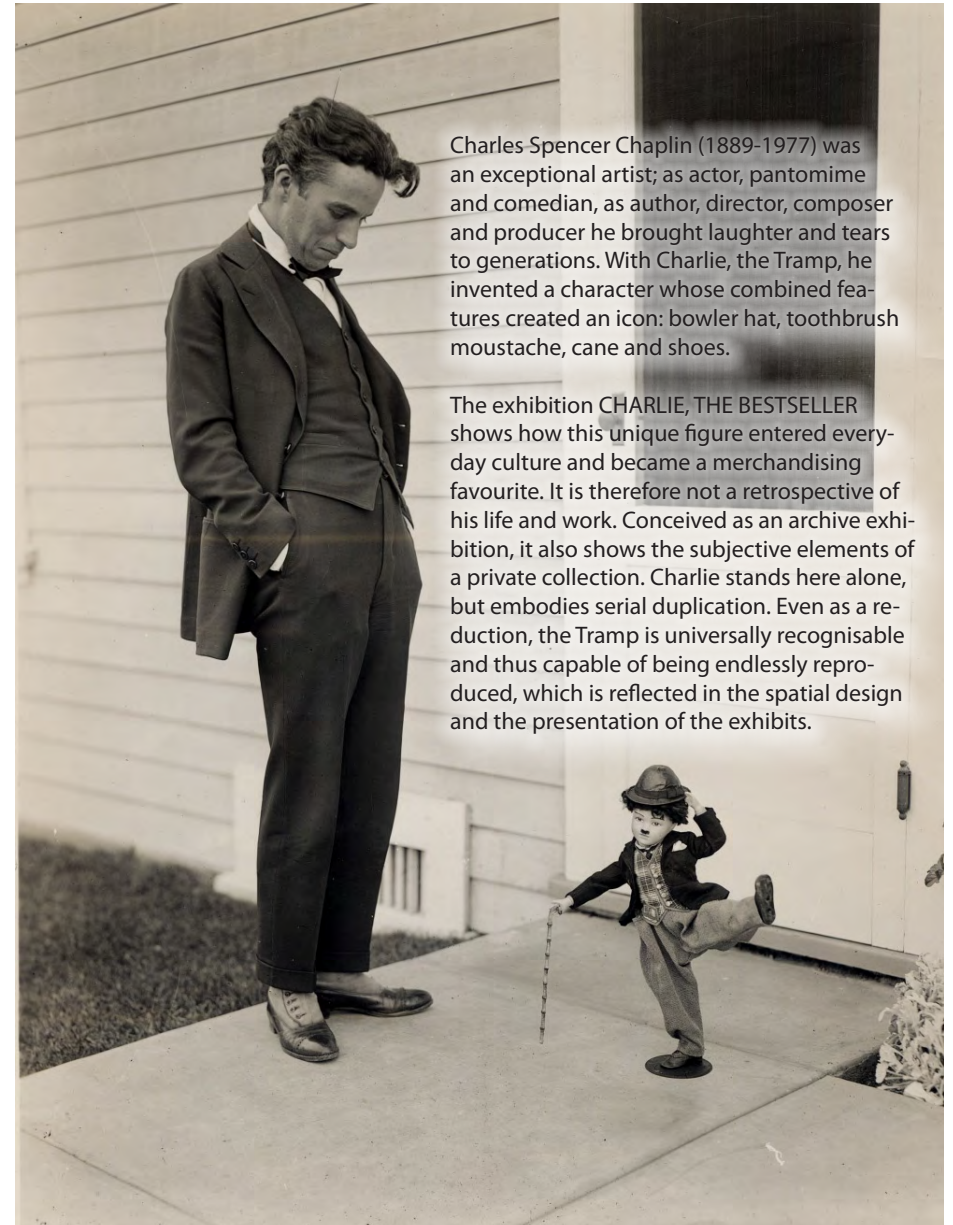 Charles Spencer Chaplin (1889-1977) was
an exceptional artist; as actor, pantomime
and comedian, as author, director, composer
and producer he brought laughter and tears
to generations. With Charlie, the Tramp, he
invented a character whose combined fea-
tures created an icon: bowler hat, toothbrush
moustache, cane and shoes.
The exhibition CHARLIE, THE BESTSELLER
shows how this unique figure entered every-
day culture and became a merchandising
favourite. It is therefore not a retrospective of
his life and work. Conceived as an archive exhi-
bition, it also shows the subjective elements of
a private collection. Charlie stands here alone,
but embodies serial duplication. Even as a re-
duction, the Tramp is universally recognisable
and thus capable of being endlessly repro-
duced, which is reflected in the spatial design
and the presentation of the exhibits.